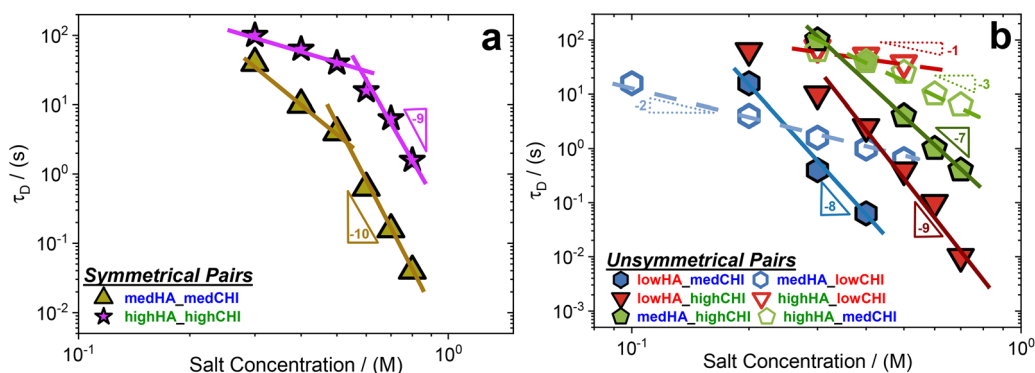 a
10²
10¹
10⁰
10⁻¹
10⁻²
τ_D / (s)
-9
-10
Symmetrical Pairs
medHA_medCHI
highHA_highCHI
10⁻¹
10⁰
Salt Concentration / (M)
b
10²
10¹
10⁰
10⁻¹
10⁻²
10⁻³
τ_D / (s)
-1
-3
-2
-7
-8
-9
Unsymmetrical Pairs
lowHA_medCHI medHA_lowCHI
lowHA_highCHI highHA_lowCHI
medHA_highCHI highHA_medCHI
10⁻¹
10⁰
Salt Concentration / (M)